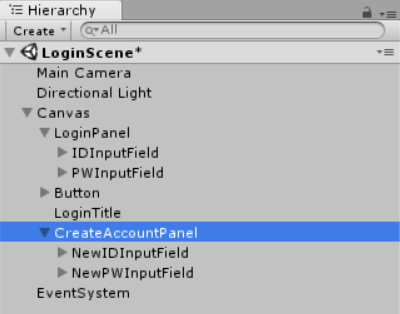 Hierarchy
Create All
LoginScene*
Main Camera
Directional Light
Canvas
LoginPanel
IDInputField
PWInputField
Button
LoginTitle
CreateAccountPanel
NewIDInputField
NewPWInputField
EventSystem